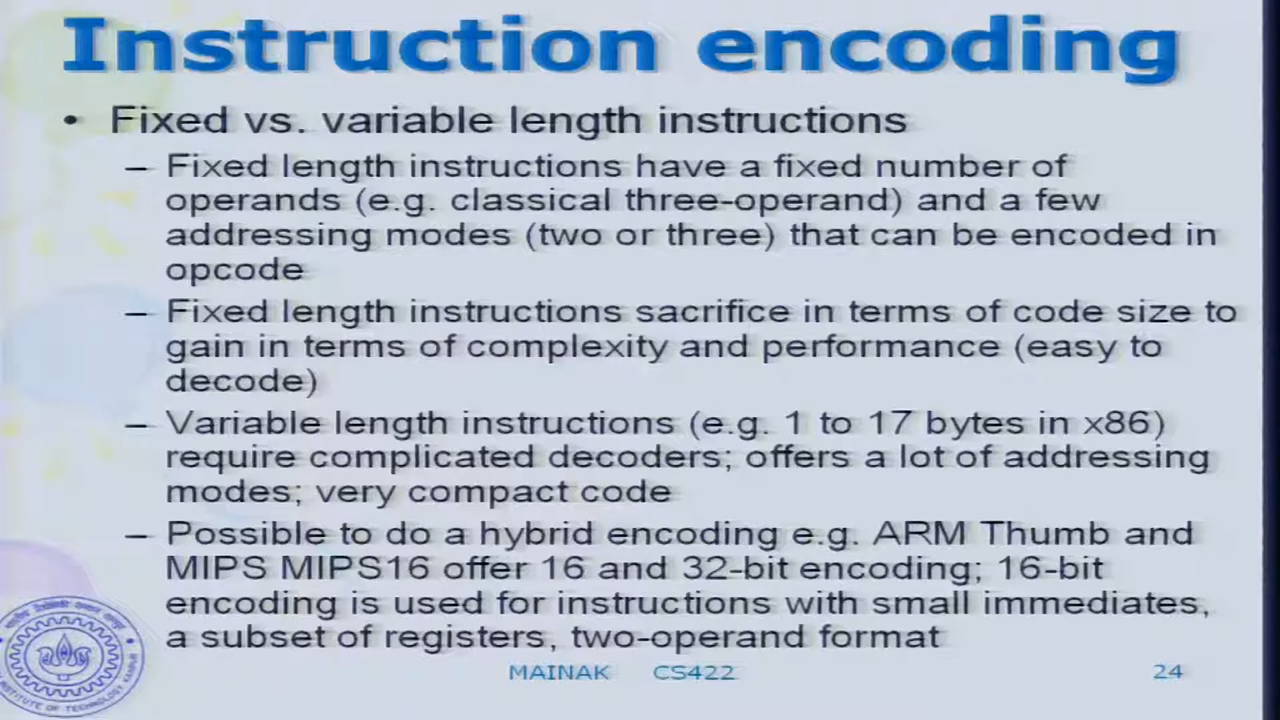 Instruction encoding
• Fixed vs. variable length instructions
– Fixed length instructions have a fixed number of
operands (e.g. classical three-operand) and a few
addressing modes (two or three) that can be encoded in
opcode
– Fixed length instructions sacrifice in terms of code size to
gain in terms of complexity and performance (easy to
decode)
– Variable length instructions (e.g. 1 to 17 bytes in x86)
require complicated decoders; offers a lot of addressing
modes; very compact code
– Possible to do a hybrid encoding e.g. ARM Thumb and
MIPS MIPS16 offer 16 and 32-bit encoding; 16-bit
encoding is used for instructions with small immediates,
a subset of registers, two-operand format
MAINAK CS422 24